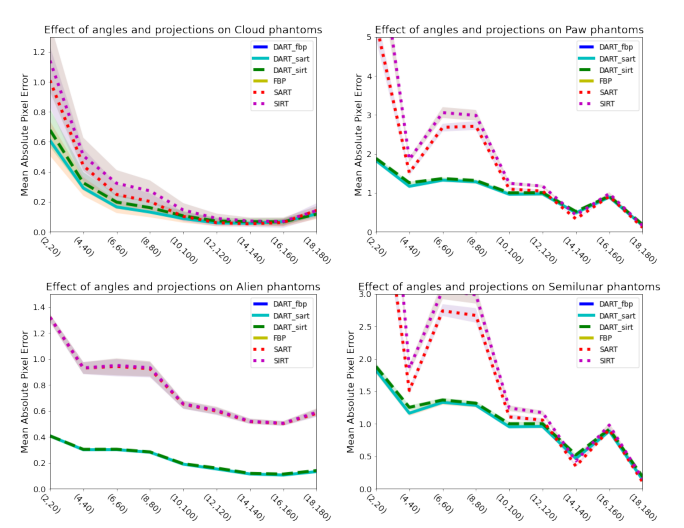 Effect of angles and projections on Cloud phantoms
Mean Absolute Pixel Error
1.2
1.0
0.8
0.6
0.4
0.2
0.0
DART_fbp
DART_sart
DART_sirt
FBP
SART
SIRT
(2,20)
(4,40)
(6,60)
(8,80)
(10,100)
(12,120)
(14,140)
(16,160)
(18,180)
Effect of angles and projections on Paw phantoms
Mean Absolute Pixel Error
5
4
3
2
1
0
DART_fbp
DART_sart
DART_sirt
FBP
SART
SIRT
(2,20)
(4,40)
(6,60)
(8,80)
(10,100)
(12,120)
(14,140)
(16,160)
(18,180)
Effect of angles and projections on Alien phantoms
Mean Absolute Pixel Error
1.4
1.2
1.0
0.8
0.6
0.4
0.2
0.0
DART_fbp
DART_sart
DART_sirt
FBP
SART
SIRT
(2,20)
(4,40)
(6,60)
(8,80)
(10,100)
(12,120)
(14,140)
(16,160)
(18,180)
Effect of angles and projections on Semilunar phantoms
Mean Absolute Pixel Error
3.0
2.5
2.0
1.5
1.0
0.5
0.0
DART_fbp
DART_sart
DART_sirt
FBP
SART
SIRT
(2,20)
(4,40)
(6,60)
(8,80)
(10,100)
(12,120)
(14,140)
(16,160)
(18,180)